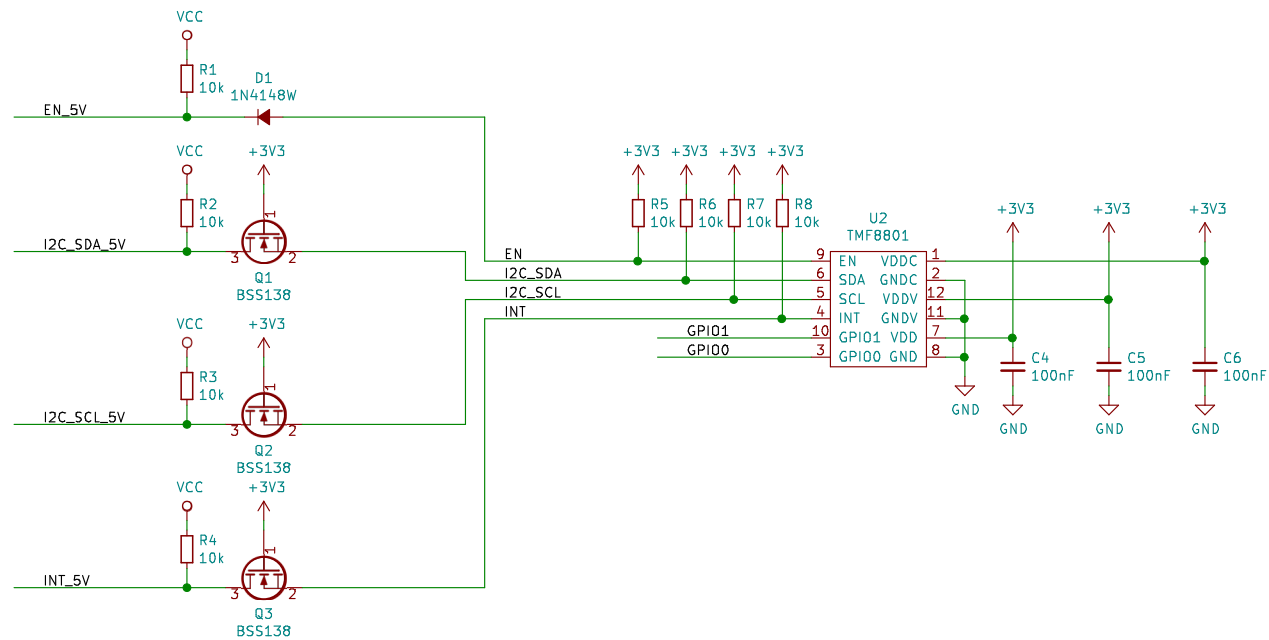 VCC
R1
10k
D1
1N4148W
EN_5V
VCC
+3V3
R2
10k
1
I2C_SDA_5V
3
2
Q1
BSS138
VCC
+3V3
R3
10k
1
I2C_SCL_5V
3
2
Q2
BSS138
VCC
+3V3
R4
10k
1
INT_5V
3
2
Q3
BSS138
+3V3
+3V3
+3V3
+3V3
R5
10k
R6
10k
R7
10k
R8
10k
U2
TMF8801
EN
I2C_SDA
I2C_SCL
INT
GPIO1
GPIO0
9 EN VDDC 1
6 SDA GNDC 2
5 SCL VDDV 12
4 INT GNDV 11
10 GPIO1 VDD 7
3 GPIO0 GND 8
GND
+3V3
+3V3
+3V3
C4
100nF
C5
100nF
C6
100nF
GND
GND
GND